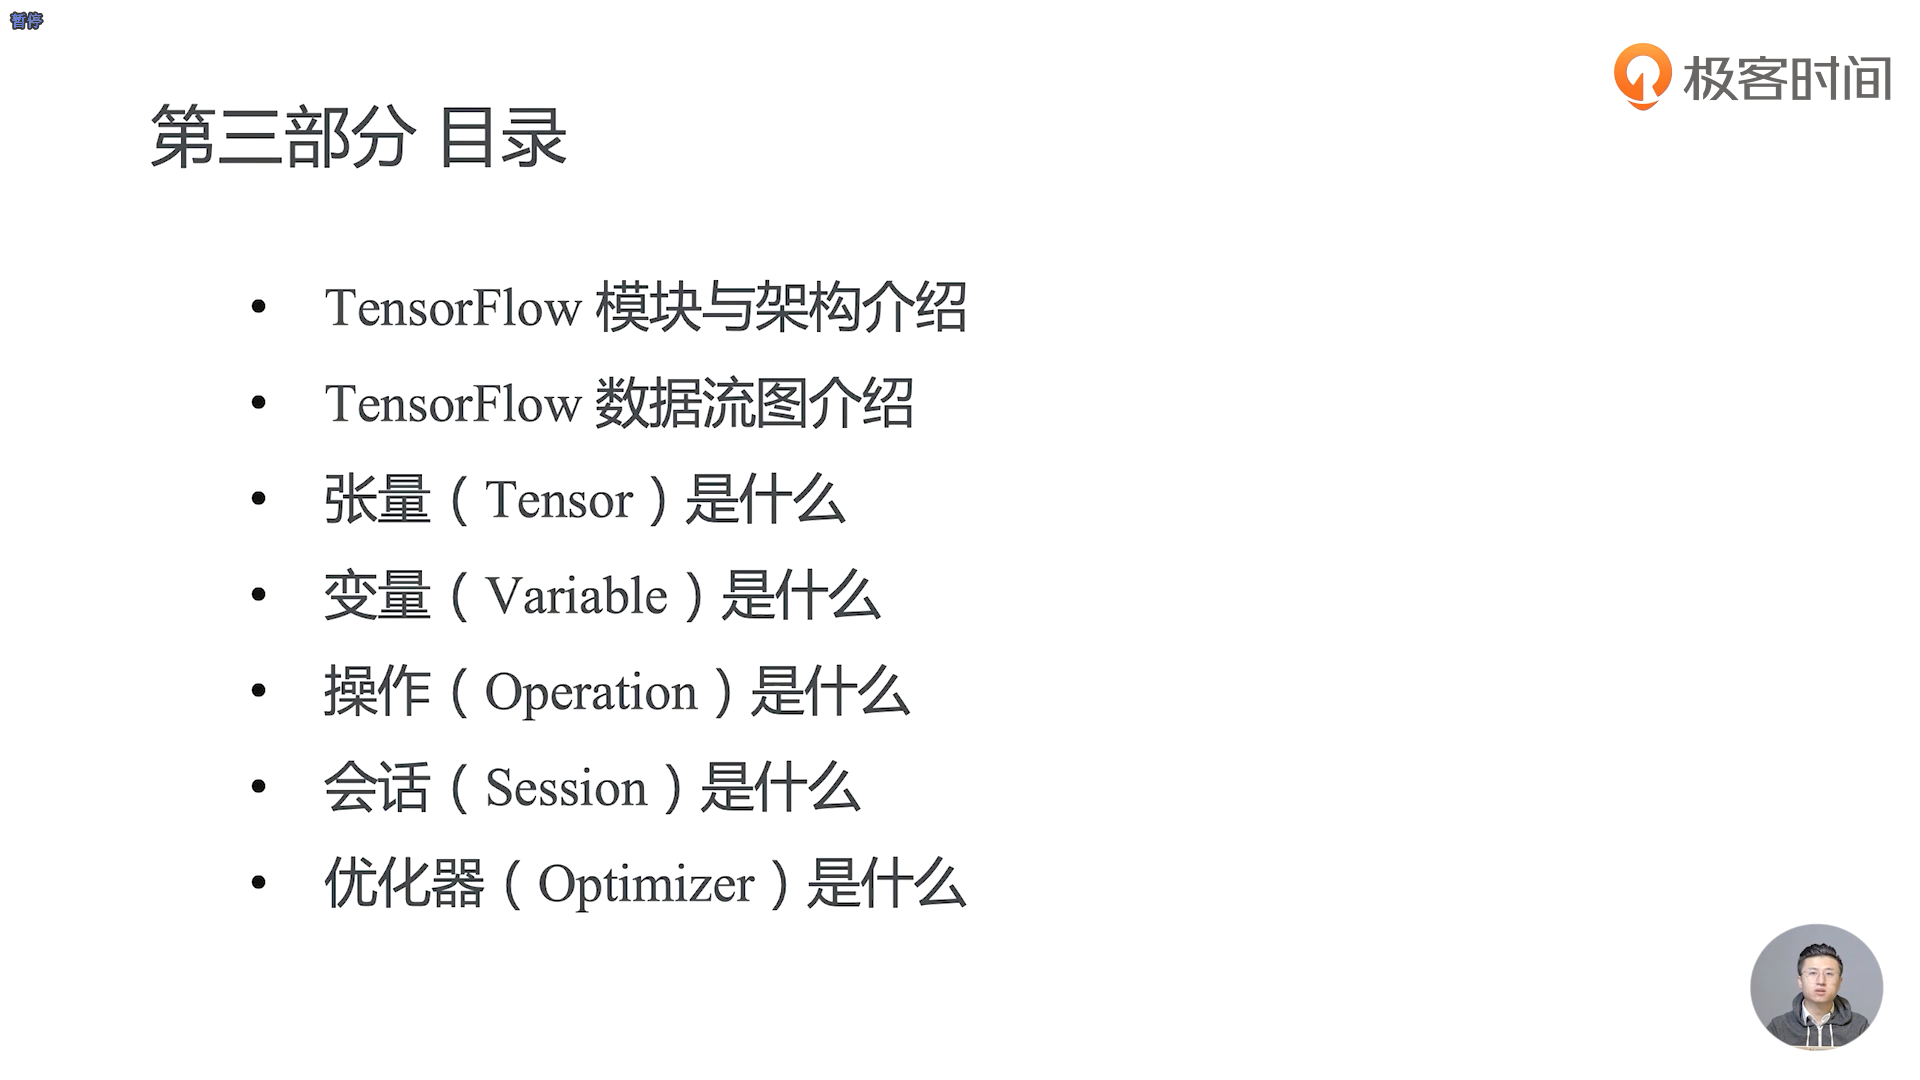 暂停
极客时间
第三部分 目录
• TensorFlow 模块与架构介绍
• TensorFlow 数据流图介绍
• 张量（Tensor）是什么
• 变量（Variable）是什么
• 操作（Operation）是什么
• 会话（Session）是什么
• 优化器（Optimizer）是什么